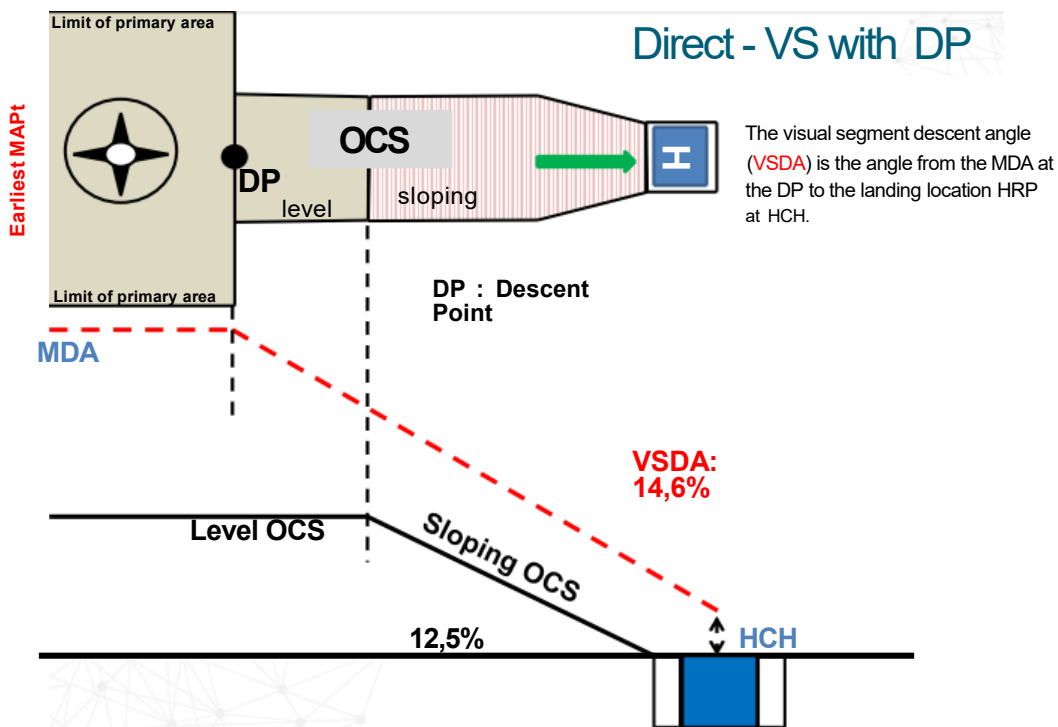 Limit of primary area
Direct - VS with DP
Earliest MAPt
OCS
DP
level
sloping
H
The visual segment descent angle
(VSDA) is the angle from the MDA at
the DP to the landing location HRP
at HCH.
Limit of primary area
DP : Descent
Point
MDA
VSDA:
14,6%
Level OCS
Sloping OCS
12,5%
HCH